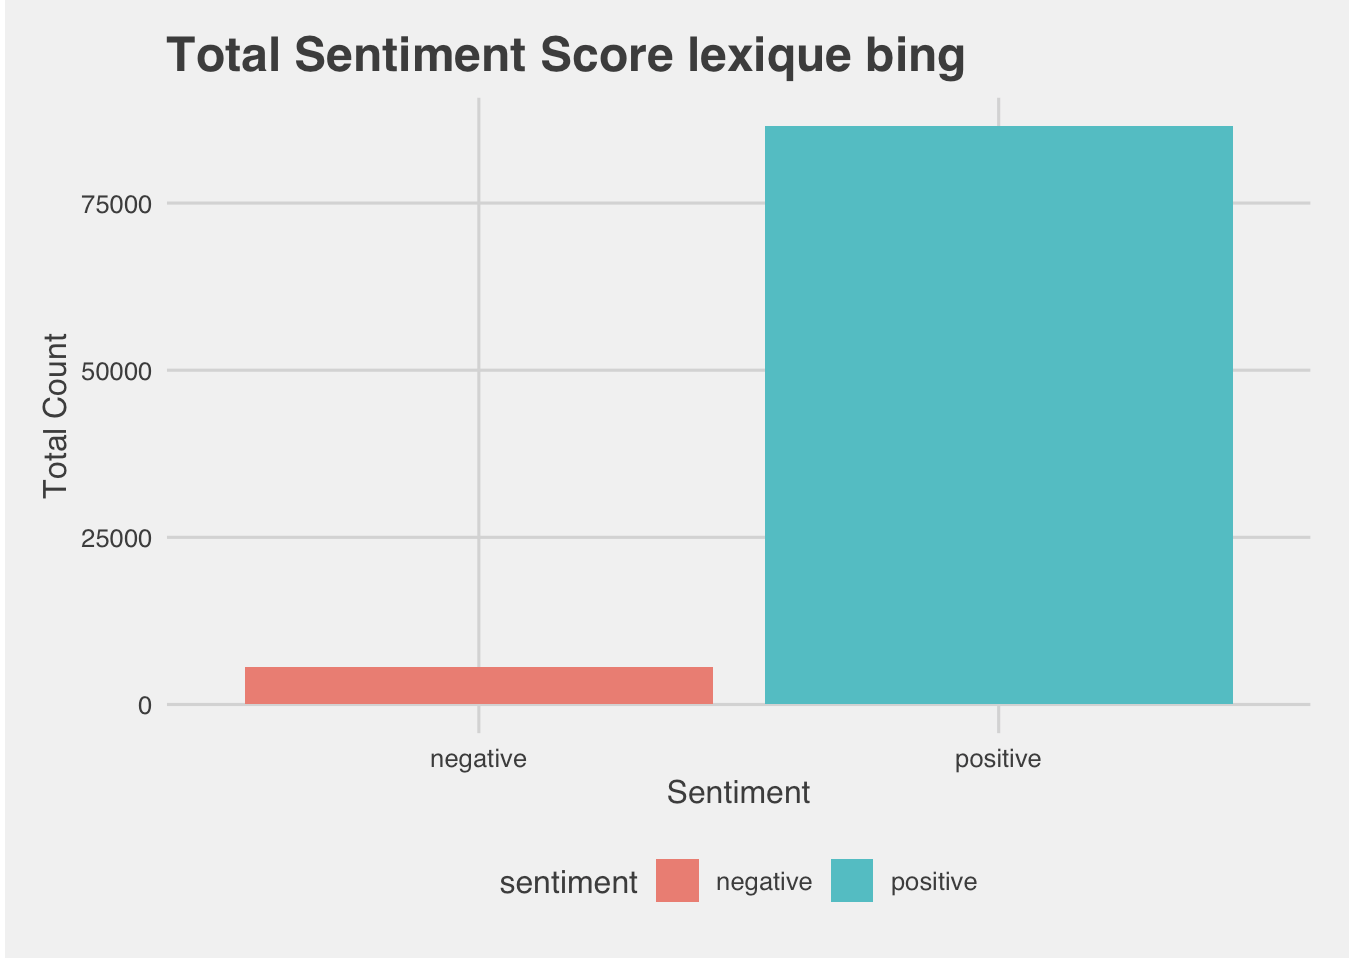 Total Sentiment Score lexique bing
Total Count
75000
50000
25000
0
negative positive
Sentiment
sentiment negative positive